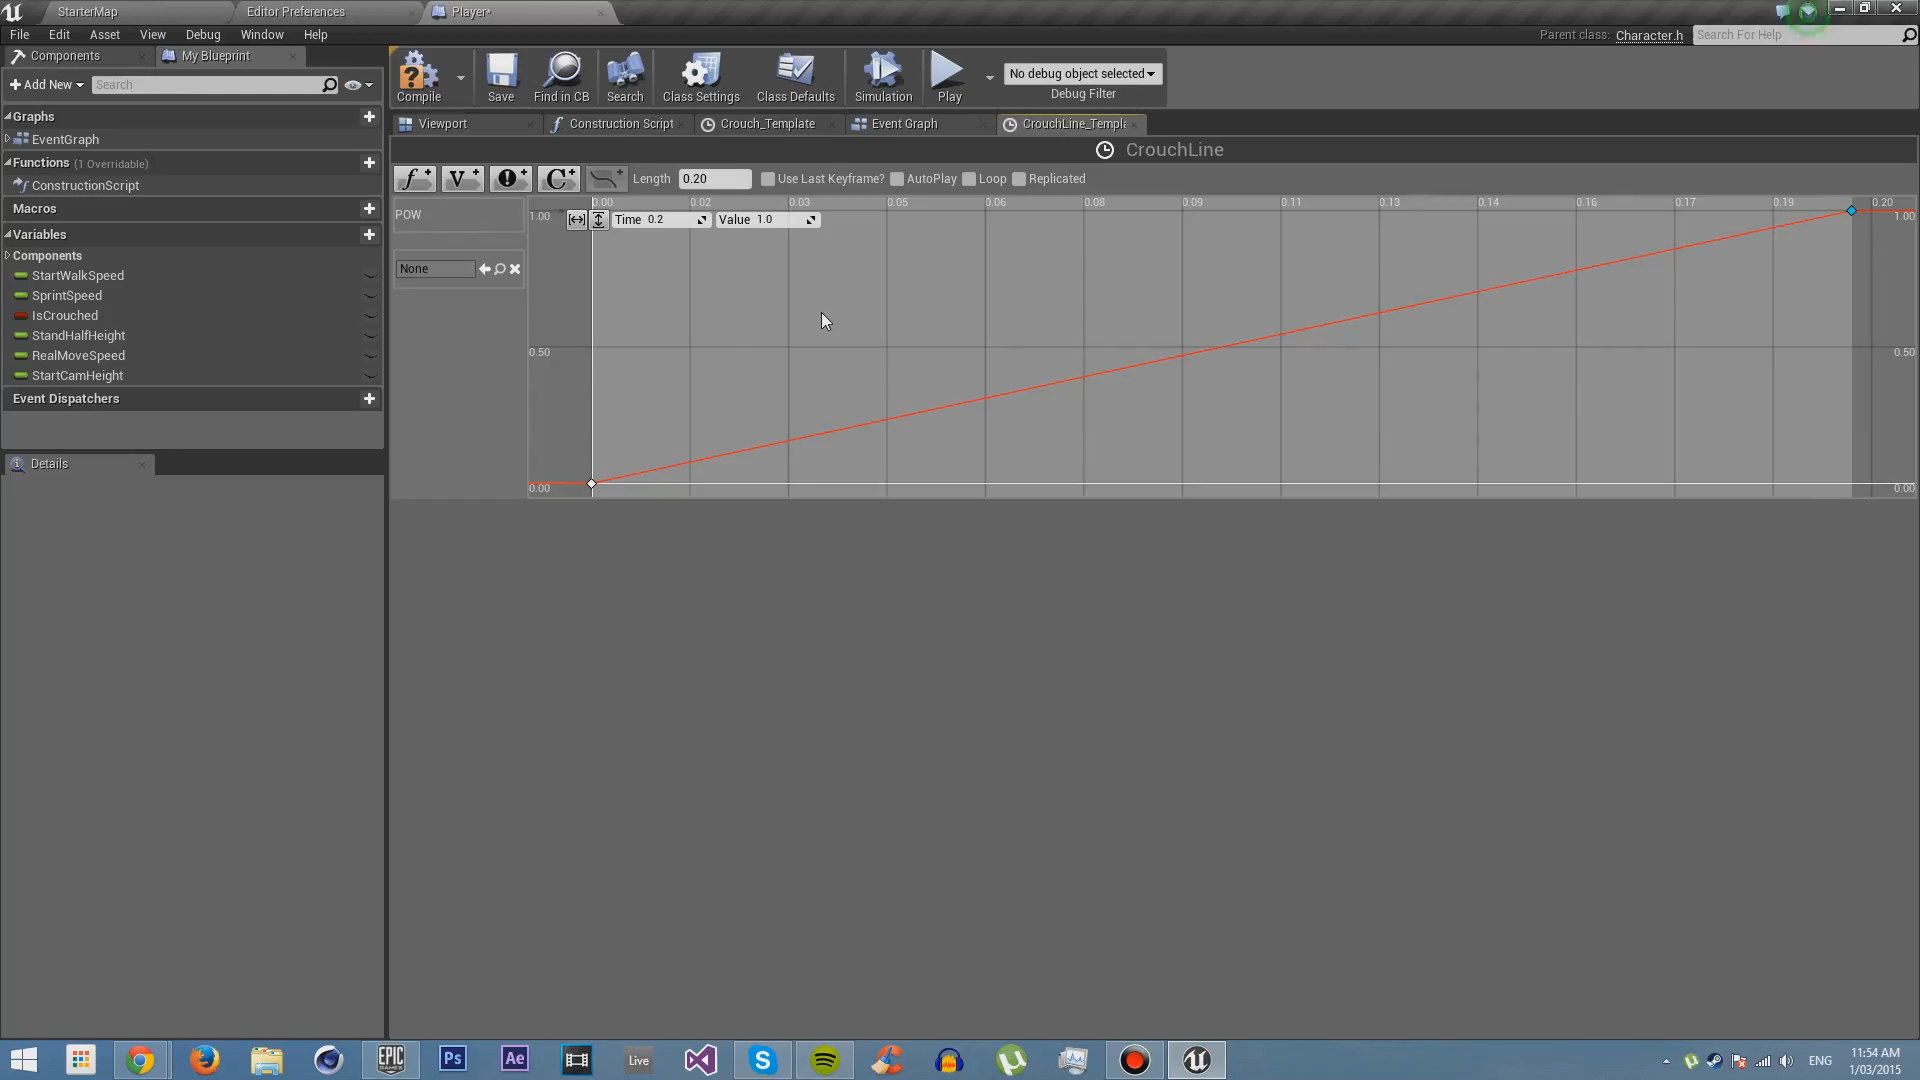 StarterMap
Editor Preferences
Player*
File Edit Asset View Debug Window Help
Parent class: Character.h
Search For Help
Components
My Blueprint
Add New
Search
Graphs
EventGraph
Functions (1 Overridable)
ConstructionScript
Macros
Variables
Components
StartWalkSpeed
SprintSpeed
IsCrouched
StandHalfHeight
RealMoveSpeed
StartCamHeight
Event Dispatchers
Details
Compile
Save
Find in CB
Search
Class Settings
Class Defaults
Simulation
Play
No debug object selected
Debug Filter
Viewport
Construction Script
Crouch_Template
Event Graph
CrouchLine_Templ
CrouchLine
Length 0.20 Use Last Keyframe? AutoPlay Loop Replicated
POW
None
0.00 0.02 0.03 0.05 0.06 0.08 0.09 0.11 0.13 0.14 0.16 0.17 0.19 0.20
1.00 Time 0.2 Value 1.0 1.00
0.50 0.50
0.00 0.00
EPIC GAMES
Ps
Ae
Live
ENG
11:54 AM
1/03/2015